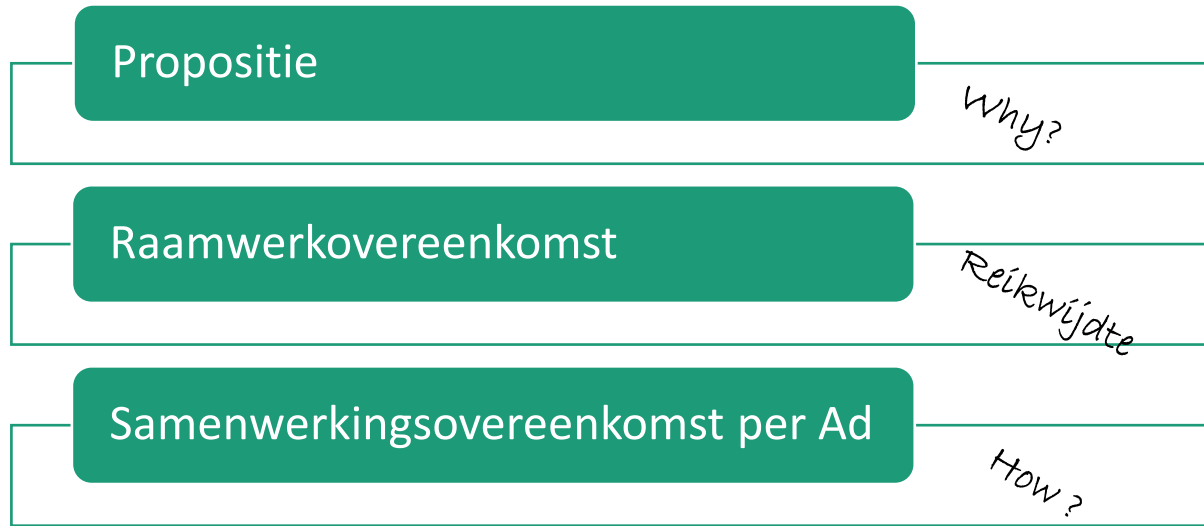 Propositie
Why?
Raamwerkovereenkomst
Reikwijdte
Samenwerkingsovereenkomst per Ad
How?